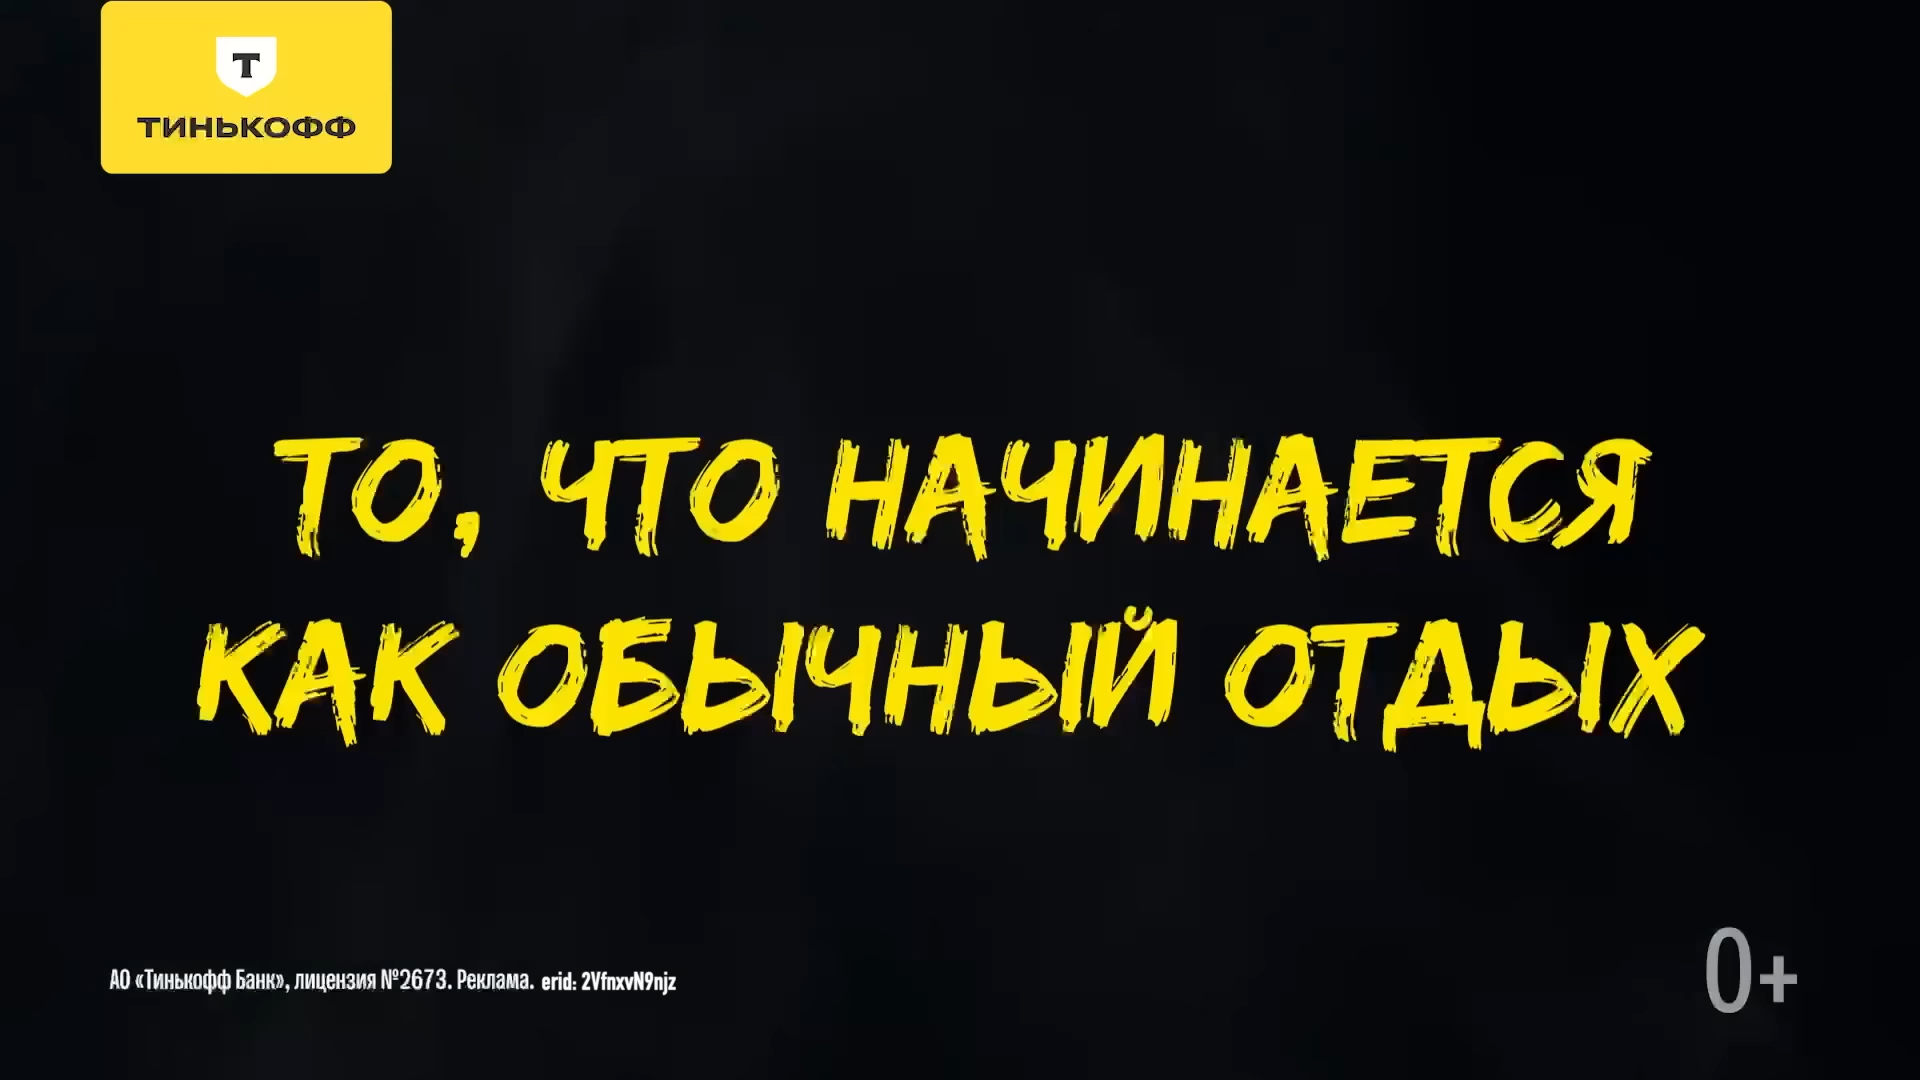 Т
ТИНЬКОФФ
ТО, ЧТО НАЧИНАЕТСЯ
КАК ОБЫЧНЫЙ ОТДЫХ
АО «Тинькофф Банк», лицензия №2673. Реклама. erid: 2VfnxvN9njz
0+